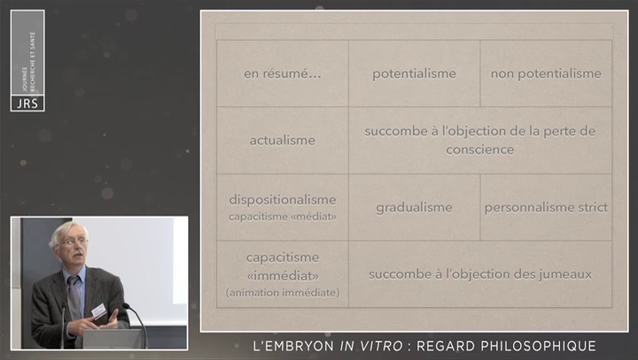 JOURNÉE
RECHERCHE ET SANTÉ
JRS
en résumé...
potentialisme
non potentialisme
actualisme
succombe à l'objection de la perte de
conscience
dispositionalisme
capacitisme «médiat»
gradualisme
personnalisme strict
capacitisme
«immédiat»
(animation immédiate)
succombe à l'objection des jumeaux
L'EMBRYON IN VITRO : REGARD PHILOSOPHIQUE